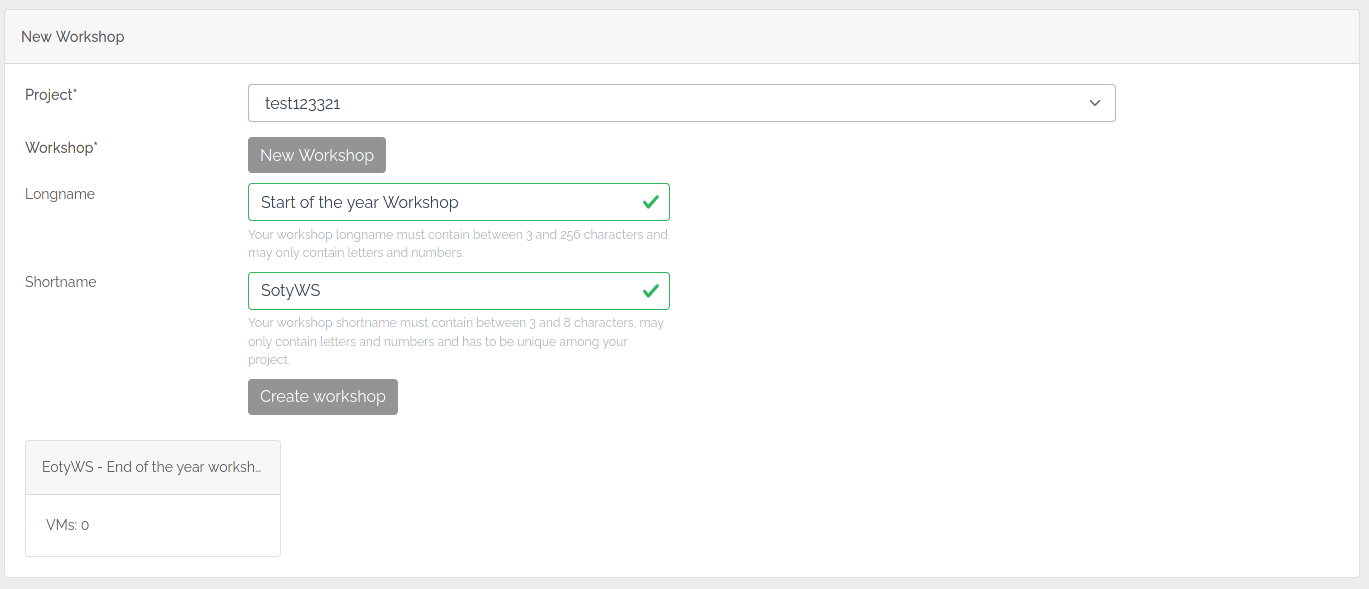 New Workshop
Project*
test123321
Workshop*
New Workshop
Longname
Start of the year Workshop
Your workshop longname must contain between 3 and 256 characters and
may only contain letters and numbers.
Shortname
SotyWS
Your workshop shortname must contain between 3 and 8 characters, may
only contain letters and numbers and has to be unique among your
project.
Create workshop
EotyWS - End of the year worksh...
VMs: 0